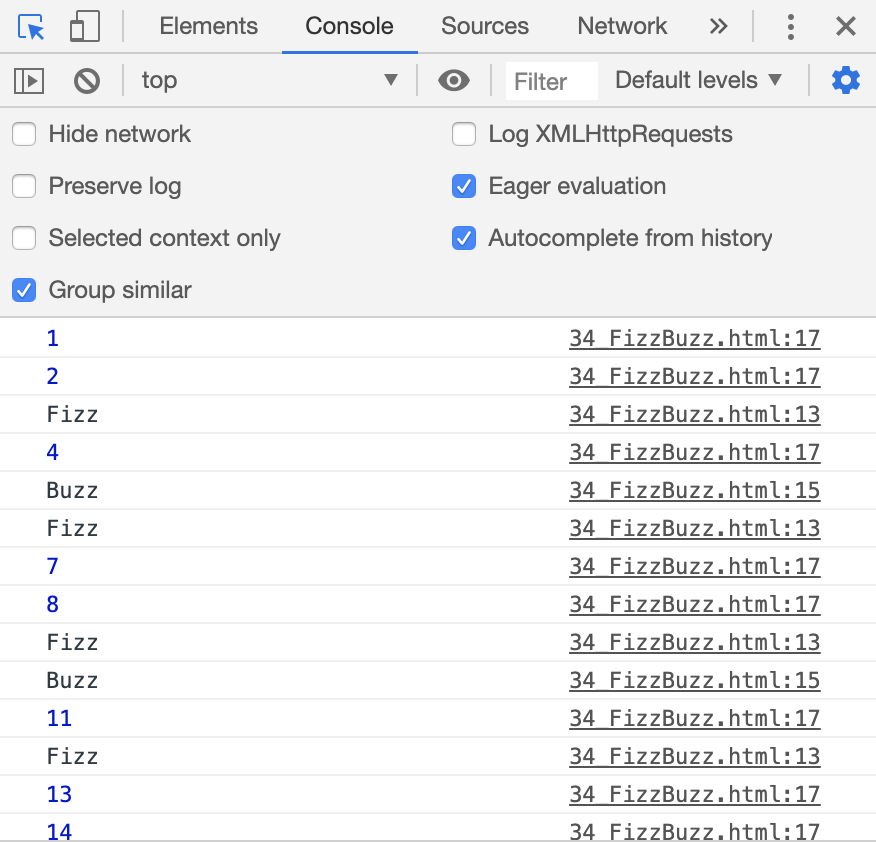 Elements Console Sources Network »
top ▼ Filter Default levels ▼
Hide network Log XMLHttpRequests
Preserve log Eager evaluation
Selected context only Autocomplete from history
Group similar
1 34_FizzBuzz.html:17
2 34_FizzBuzz.html:17
Fizz 34_FizzBuzz.html:13
4 34_FizzBuzz.html:17
Buzz 34_FizzBuzz.html:15
Fizz 34_FizzBuzz.html:13
7 34_FizzBuzz.html:17
8 34_FizzBuzz.html:17
Fizz 34_FizzBuzz.html:13
Buzz 34_FizzBuzz.html:15
11 34_FizzBuzz.html:17
Fizz 34_FizzBuzz.html:13
13 34_FizzBuzz.html:17
14 34_FizzBuzz.html:17